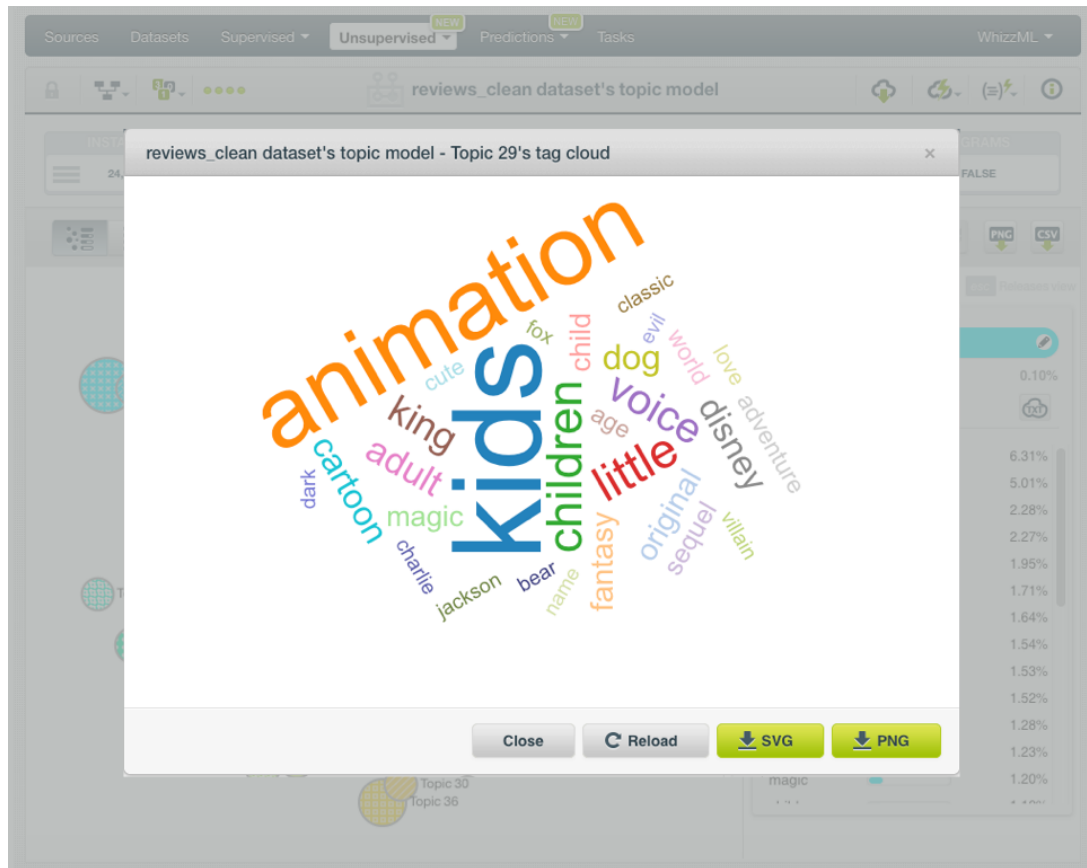 NEW NEW
Sources Datasets Supervised Unsupervised Predictions Tasks WhizzML
reviews_clean dataset's topic model
reviews_clean dataset's topic model - Topic 29's tag cloud ×
24, FALSE
PNG CSV
animation
classic
fox
child
evil
world
love
cute
dog
kids
king
voice
children
age
disney
adventure
adult
little
cartoon
dark
magic
original
sequel
villain
fantasy
charlie
jackson
bear
name
0.10%
TXT
6.31%
5.01%
2.28%
2.27%
1.95%
1.71%
1.64%
1.54%
1.53%
1.52%
1.28%
1.23%
magic 1.20%
Close Reload SVG PNG
Topic 30
Topic 36